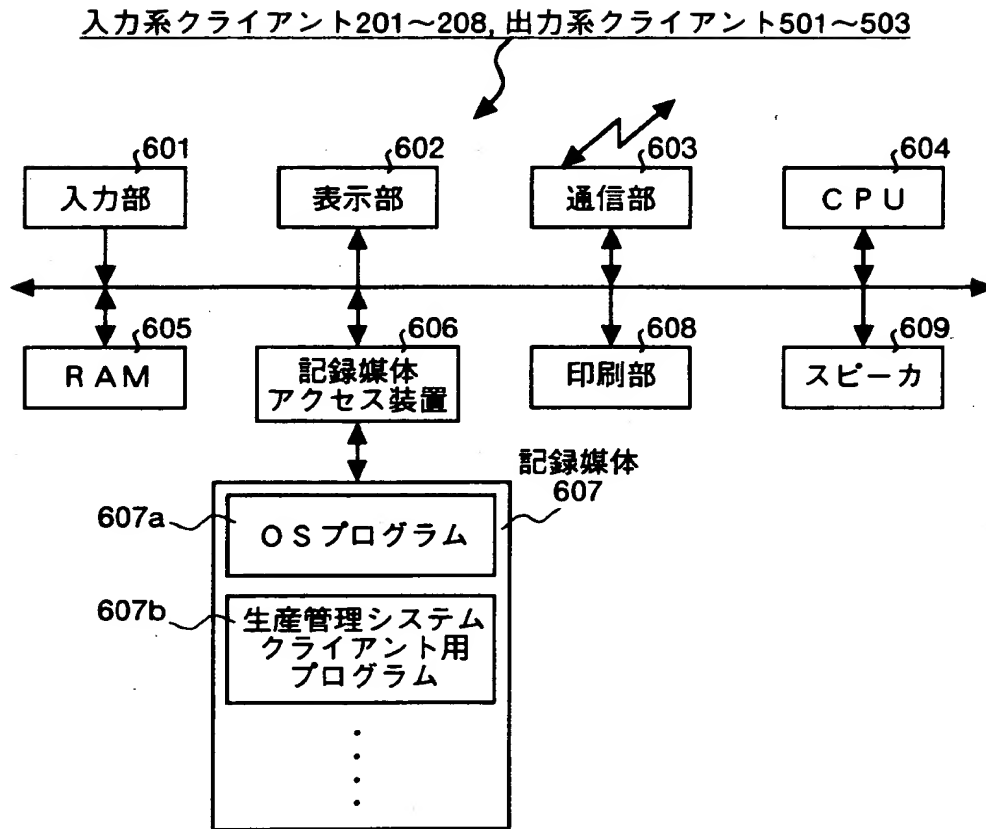 入力系クライアント201～208, 出力系クライアント501～503
601
602
603
604
入力部
表示部
通信部
ＣＰＵ
605
606
608
609
ＲＡＭ
記録媒体
アクセス装置
印刷部
スピーカ
記録媒体
607
607a
ＯＳプログラム
607b
生産管理システム
クライアント用
プログラム